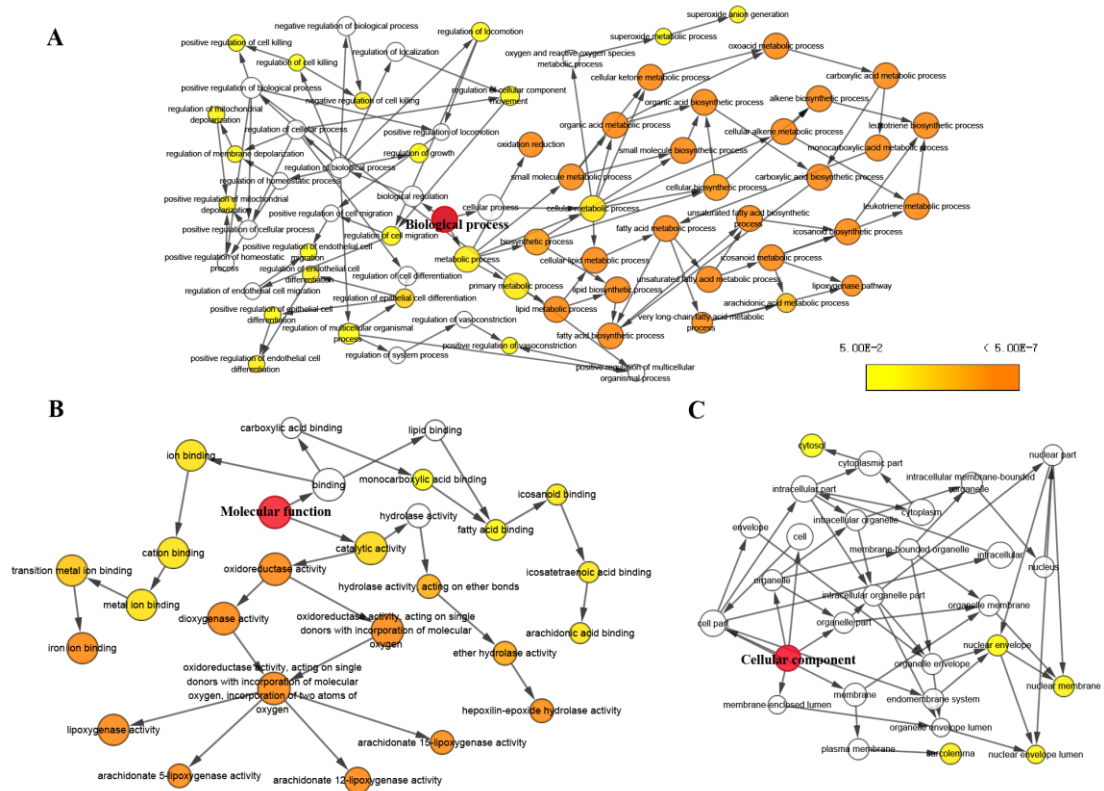 A
superoxide anion generation
negative regulation of biological process
regulation of locomotion
superoxide metabolic process
positive regulation of cell killing
regulation of localization
oxoacid metabolic process
regulation of cell killing
oxygen and reactive oxygen species
metabolic process
cellular ketone metabolic process
carboxylic acid metabolic process
positive regulation of biological process
regulation of cellular component
movement
negative regulation of cell killing
organic acid biosynthetic process
alkene biosynthetic process
regulation of mitochondrial
depolarization
regulation of cellular process
positive regulation of locomotion
organic acid metabolic process
cellular alkene metabolic process
leukotriene biosynthetic process
oxidation reduction
regulation of membrane depolarization
regulation of growth
small molecule biosynthetic process
monocarboxylic acid metabolic process
regulation of biological process
regulation of homeostatic process
small molecule metabolic process
carboxylic acid biosynthetic process
positive regulation of mitochondrial
depolarization
biological regulation
cellular biosynthetic process
positive regulation of cell migration
cellular process
cellular metabolic process
leukotriene metabolic process
Biological process
unsaturated fatty acid biosynthetic
process
positive regulation of cellular process
regulation of cell migration
biosynthetic process
fatty acid metabolic process
icosanoid biosynthetic process
positive regulation of endothelial cell
migration
positive regulation of homeostatic
process
metabolic process
cellular lipid metabolic process
icosanoid metabolic process
regulation of endothelial cell
differentiation
regulation of cell differentiation
primary metabolic process
unsaturated fatty acid metabolic process
lipoxygenase pathway
regulation of endothelial cell migration
lipid biosynthetic process
regulation of epithelial cell differentiation
arachidonic acid metabolic process
lipid metabolic process
positive regulation of epithelial cell
differentiation
regulation of vasoconstriction
very long-chain fatty acid metabolic
process
regulation of multicellular organismal
process
fatty acid biosynthetic process
positive regulation of vasoconstriction
regulation of system process
positive regulation of endothelial cell
differentiation
positive regulation of multicellular
organismal process
5.00E-2
< 5.00E-7
B
carboxylic acid binding
lipid binding
ion binding
binding
monocarboxylic acid binding
icosanoid binding
Molecular function
hydrolase activity
fatty acid binding
cation binding
catalytic activity
transition metal ion binding
oxidoreductase activity
hydrolase activity, acting on ether bonds
icosatetraenoic acid binding
metal ion binding
dioxygenase activity
oxidoreductase activity, acting on single
donors with incorporation of molecular
oxygen
arachidonic acid binding
iron ion binding
ether hydrolase activity
oxidoreductase activity, acting on single
donors with incorporation of molecular
oxygen, incorporation of two atoms of
oxygen
hepoxilin-epoxide hydrolase activity
lipoxygenase activity
arachidonate 15-lipoxygenase activity
arachidonate 5-lipoxygenase activity
arachidonate 12-lipoxygenase activity
C
cytosol
nuclear part
cytoplasmic part
intracellular membrane-bounded
organelle
intracellular part
cytoplasm
envelope
intracellular organelle
cell
membrane-bounded organelle
intracellular
nucleus
organelle
intracellular organelle part
organelle membrane
cell part
organelle part
nuclear envelope
Cellular component
organelle envelope
nuclear membrane
membrane
endomembrane system
membrane-enclosed lumen
organelle envelope lumen
plasma membrane
sarcolemma
nuclear envelope lumen